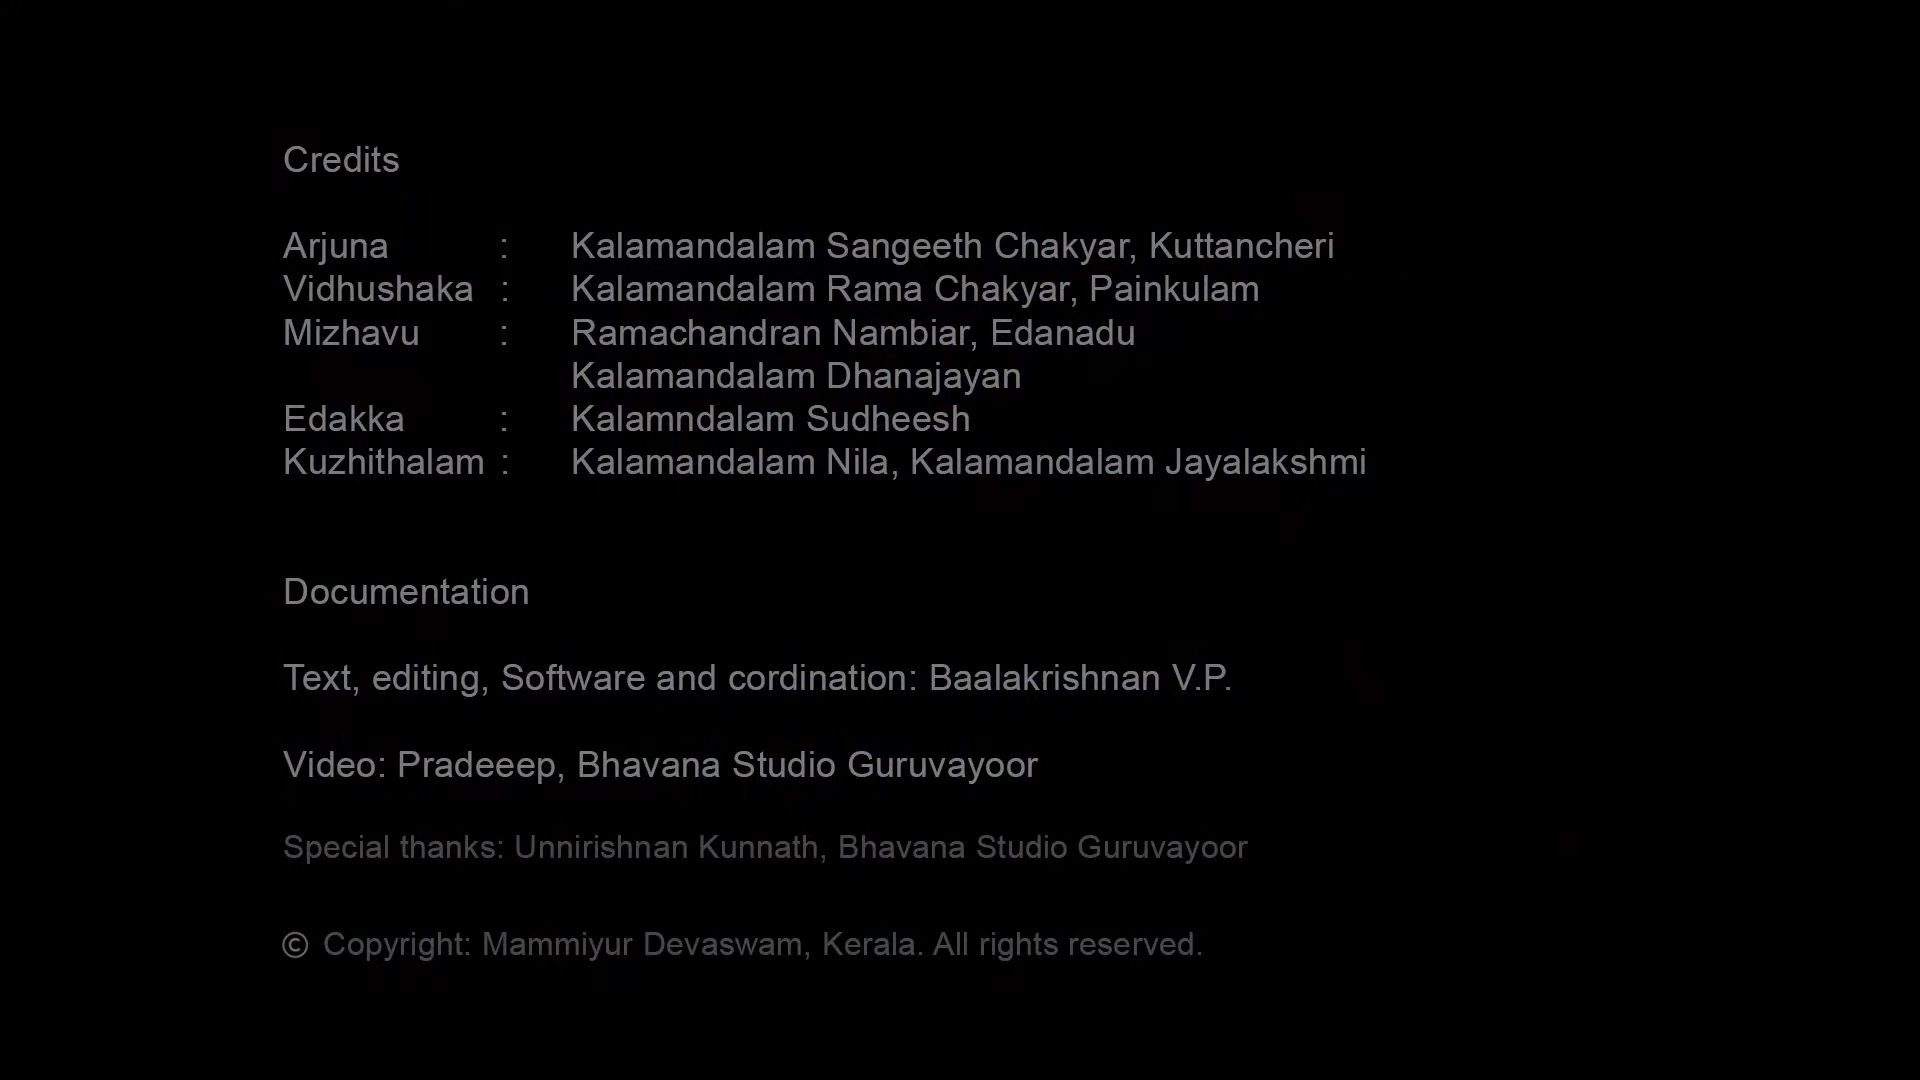 Credits
Arjuna : Kalamandalam Sangeeth Chakyar, Kuttancheri
Vidhushaka : Kalamandalam Rama Chakyar, Painkulam
Mizhavu : Ramachandran Nambiar, Edanadu
Kalamandalam Dhanajayan
Edakka : Kalamndalam Sudheesh
Kuzhithalam : Kalamandalam Nila, Kalamandalam Jayalakshmi
Documentation
Text, editing, Software and cordination: Baalakrishnan V.P.
Video: Pradeeep, Bhavana Studio Guruvayoor
Special thanks: Unnirishnan Kunnath, Bhavana Studio Guruvayoor
© Copyright: Mammiyur Devaswam, Kerala. All rights reserved.